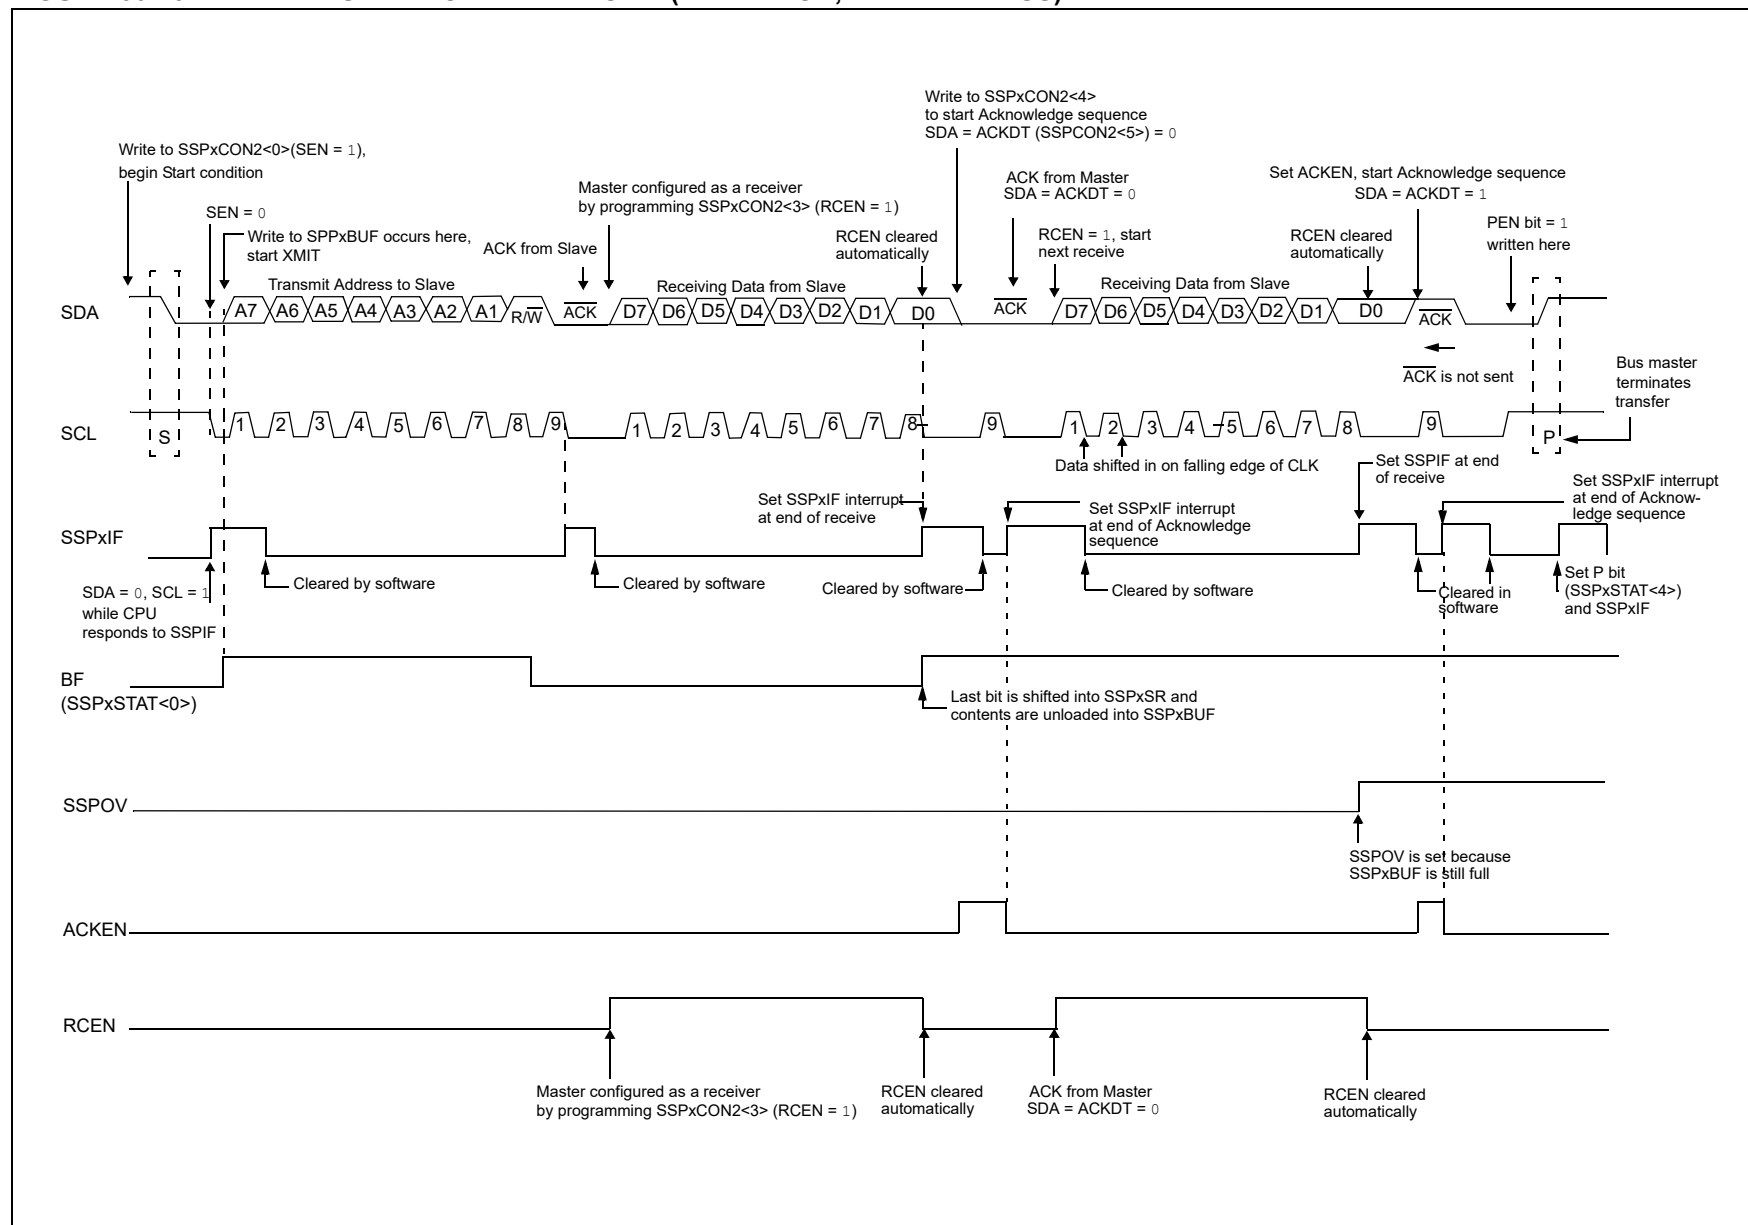 Write to SSPxCON2<4>
to start Acknowledge sequence
SDA = ACKDT (SSPCON2<5>) = 0
Write to SSPxCON2<0>(SEN = 1),
begin Start condition
SEN = 0
Write to SPPxBUF occurs here,
start XMIT
ACK from Slave
Master configured as a receiver
by programming SSPxCON2<3> (RCEN = 1)
RCEN cleared
automatically
ACK from Master
SDA = ACKDT = 0
RCEN = 1, start
next receive
Set ACKEN, start Acknowledge sequence
SDA = ACKDT = 1
RCEN cleared
automatically
PEN bit = 1
written here
Transmit Address to Slave
Receiving Data from Slave
Receiving Data from Slave
SDA A7 A6 A5 A4 A3 A2 A1 R/W ACK D7 D6 D5 D4 D3 D2 D1 D0 ACK D7 D6 D5 D4 D3 D2 D1 D0 ACK
ACK is not sent
Bus master
terminates
transfer
SCL S 1 2 3 4 5 6 7 8 9 1 2 3 4 5 6 7 8 9 1 2 3 4 5 6 7 8 9 P
Data shifted in on falling edge of CLK
Set SSPIF at end
of receive
Set SSPxIF interrupt
at end of receive
Set SSPxIF interrupt
at end of Acknowledge
sequence
Set SSPxIF interrupt
at end of Acknow-
ledge sequence
SSPxIF
SDA = 0, SCL = 1
while CPU
responds to SSPIF
Cleared by software
Cleared by software
Cleared by software
Cleared by software
Cleared in
software
Set P bit
(SSPxSTAT<4>)
and SSPxIF
BF
(SSPxSTAT<0>)
Last bit is shifted into SSPxSR and
contents are unloaded into SSPxBUF
SSPOV
SSPOV is set because
SSPxBUF is still full
ACKEN
RCEN
Master configured as a receiver
by programming SSPxCON2<3> (RCEN = 1)
RCEN cleared
automatically
ACK from Master
SDA = ACKDT = 0
RCEN cleared
automatically